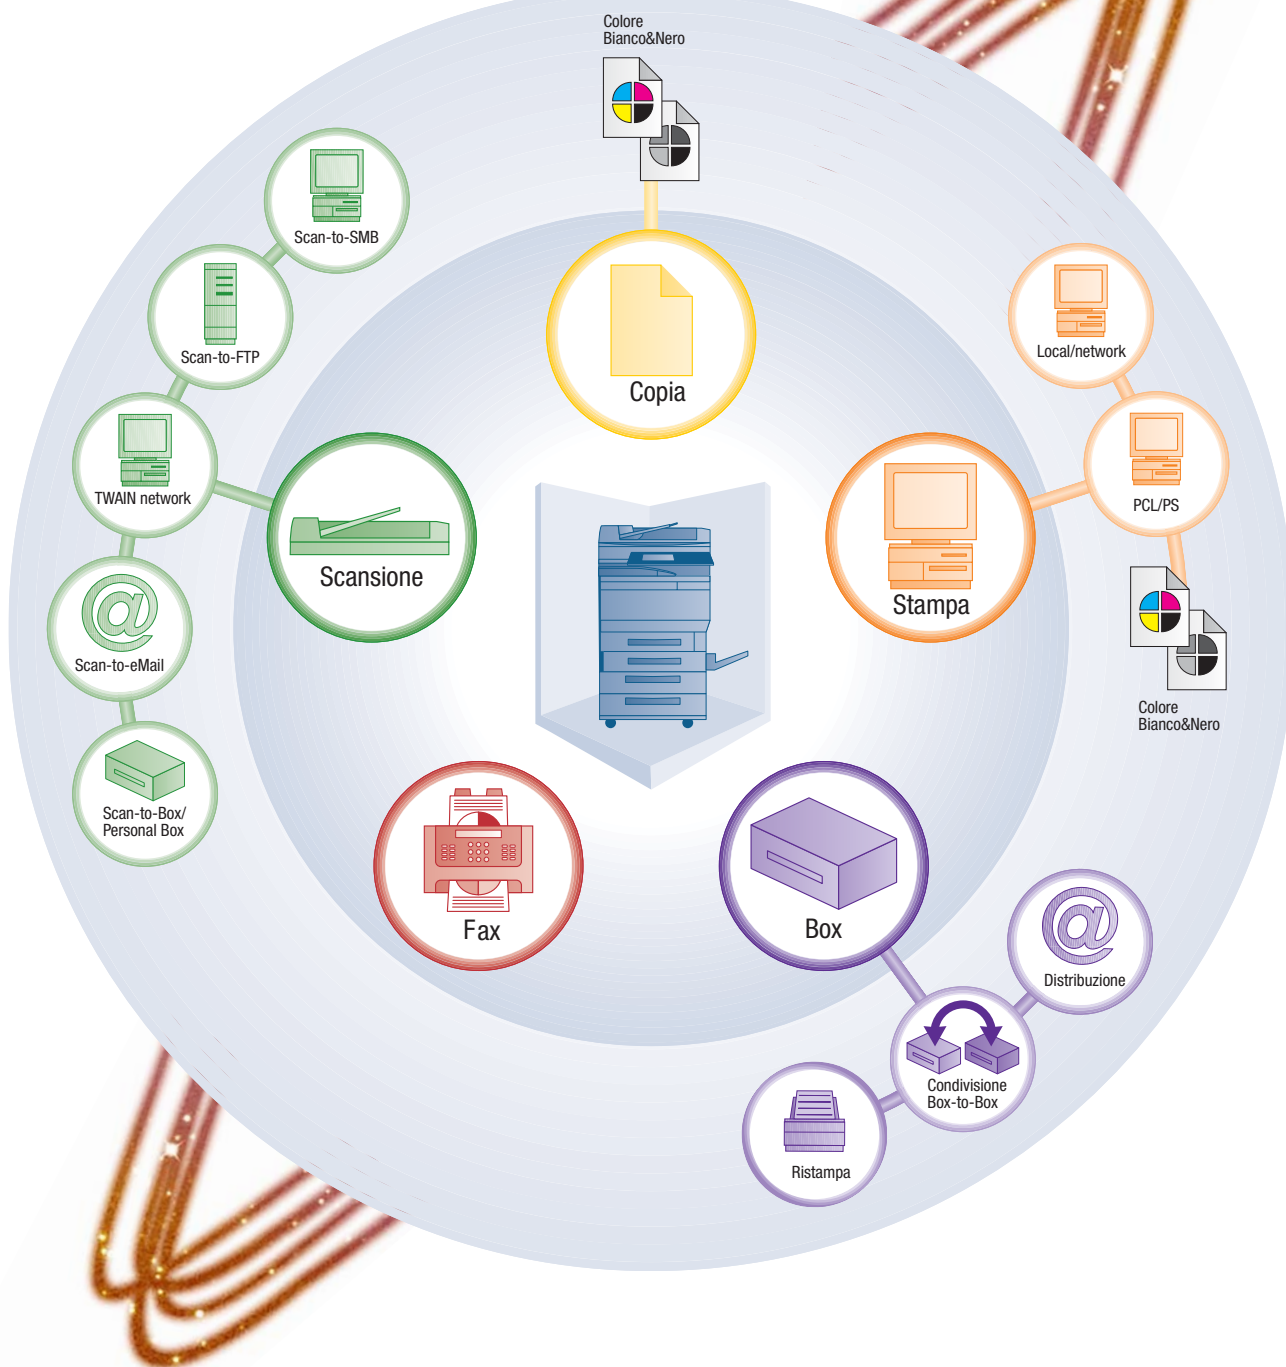 Colore
Bianco&Nero
Scan-to-SMB
Scan-to-FTP
TWAIN network
Scan-to-eMail
Scan-to-Box/
Personal Box
Scansione
Copia
Local/network
PCL/PS
Stampa
Colore
Bianco&Nero
Fax
Box
Distribuzione
Condivisione
Box-to-Box
Ristampa